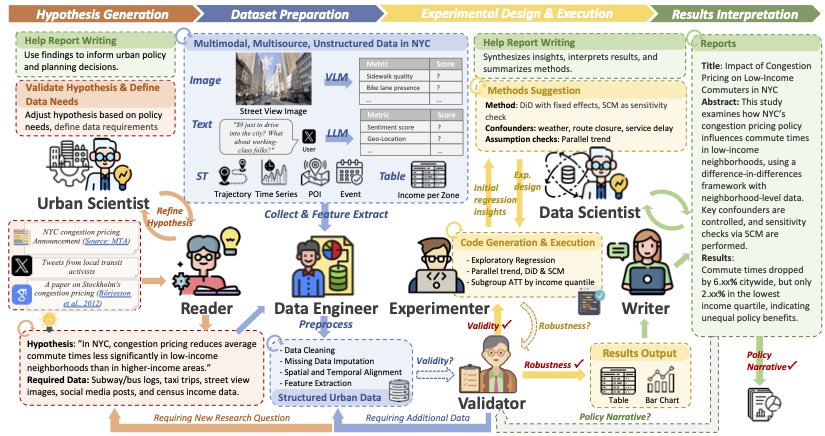 Hypothesis Generation
Dataset Preparation
Experimental Design & Execution
Results Interpretation
Help Report Writing
Use findings to inform urban policy
and planning decisions.
Validate Hypothesis & Define
Data Needs
Adjust hypothesis based on policy
needs, define data requirements
Urban Scientist
Refine
Hypothesis
NYC congestion pricing
Announcement (Source: MTA)
Tweets from local transit
activists
A paper on Stockholm's
congestion pricing (Börjesson
et al., 2012)
Reader
Hypothesis: "In NYC, congestion pricing reduces average
commute times less significantly in low-income
neighborhoods than in higher-income areas."
Required Data: Subway/bus logs, taxi trips, street view
images, social media posts, and census income data.
Requiring New Research Question
Multimodal, Multisource, Unstructured Data in NYC
Image
Street View Image
VLM
Metric
Score
Sidewalk quality
?
Bike lane presence
?
...
...
Text
"$9 just to drive
into the city? What
about working-
class folks?"
X
User
LLM
Metric
Score
Sentiment score
?
Geo-Location
?
...
...
ST
Trajectory
Time Series
POI
Event
Table
Income per Zone
Collect & Feature Extract
Data Engineer
Preprocess
- Data Cleaning
- Missing Data Imputation
- Spatial and Temporal Alignment
- Feature Extraction
Structured Urban Data
Requiring Additional Data
Help Report Writing
Synthesizes insights, interprets results, and
summarizes methods.
Methods Suggestion
Method: DiD with fixed effects, SCM as sensitivity
check
Confounders: weather, route closure, service delay
Assumption checks: Parallel trend
Initial
regression
insights
Exp.
design
Data Scientist
Code Generation & Execution
- Exploratory Regression
- Parallel trend, DiD & SCM
- Subgroup ATT by income quantile
Experimenter
Writer
Validity ✓
Robustness?
Validity?
Validator
Robustness ✓
Results Output
Table
Bar Chart
Policy Narrative?
Reports
Title: Impact of Congestion
Pricing on Low-Income
Commuters in NYC
Abstract: This study
examines how NYC's
congestion pricing policy
influences commute times
in low-income
neighborhoods, using a
difference-in-differences
framework with
neighborhood-level data.
Key confounders are
controlled, and sensitivity
checks via SCM are
performed.
Results:
Commute times dropped
by 6.xx% citywide, but only
2.xx% in the lowest
income quartile, indicating
unequal policy benefits.
Policy
Narrative ✓